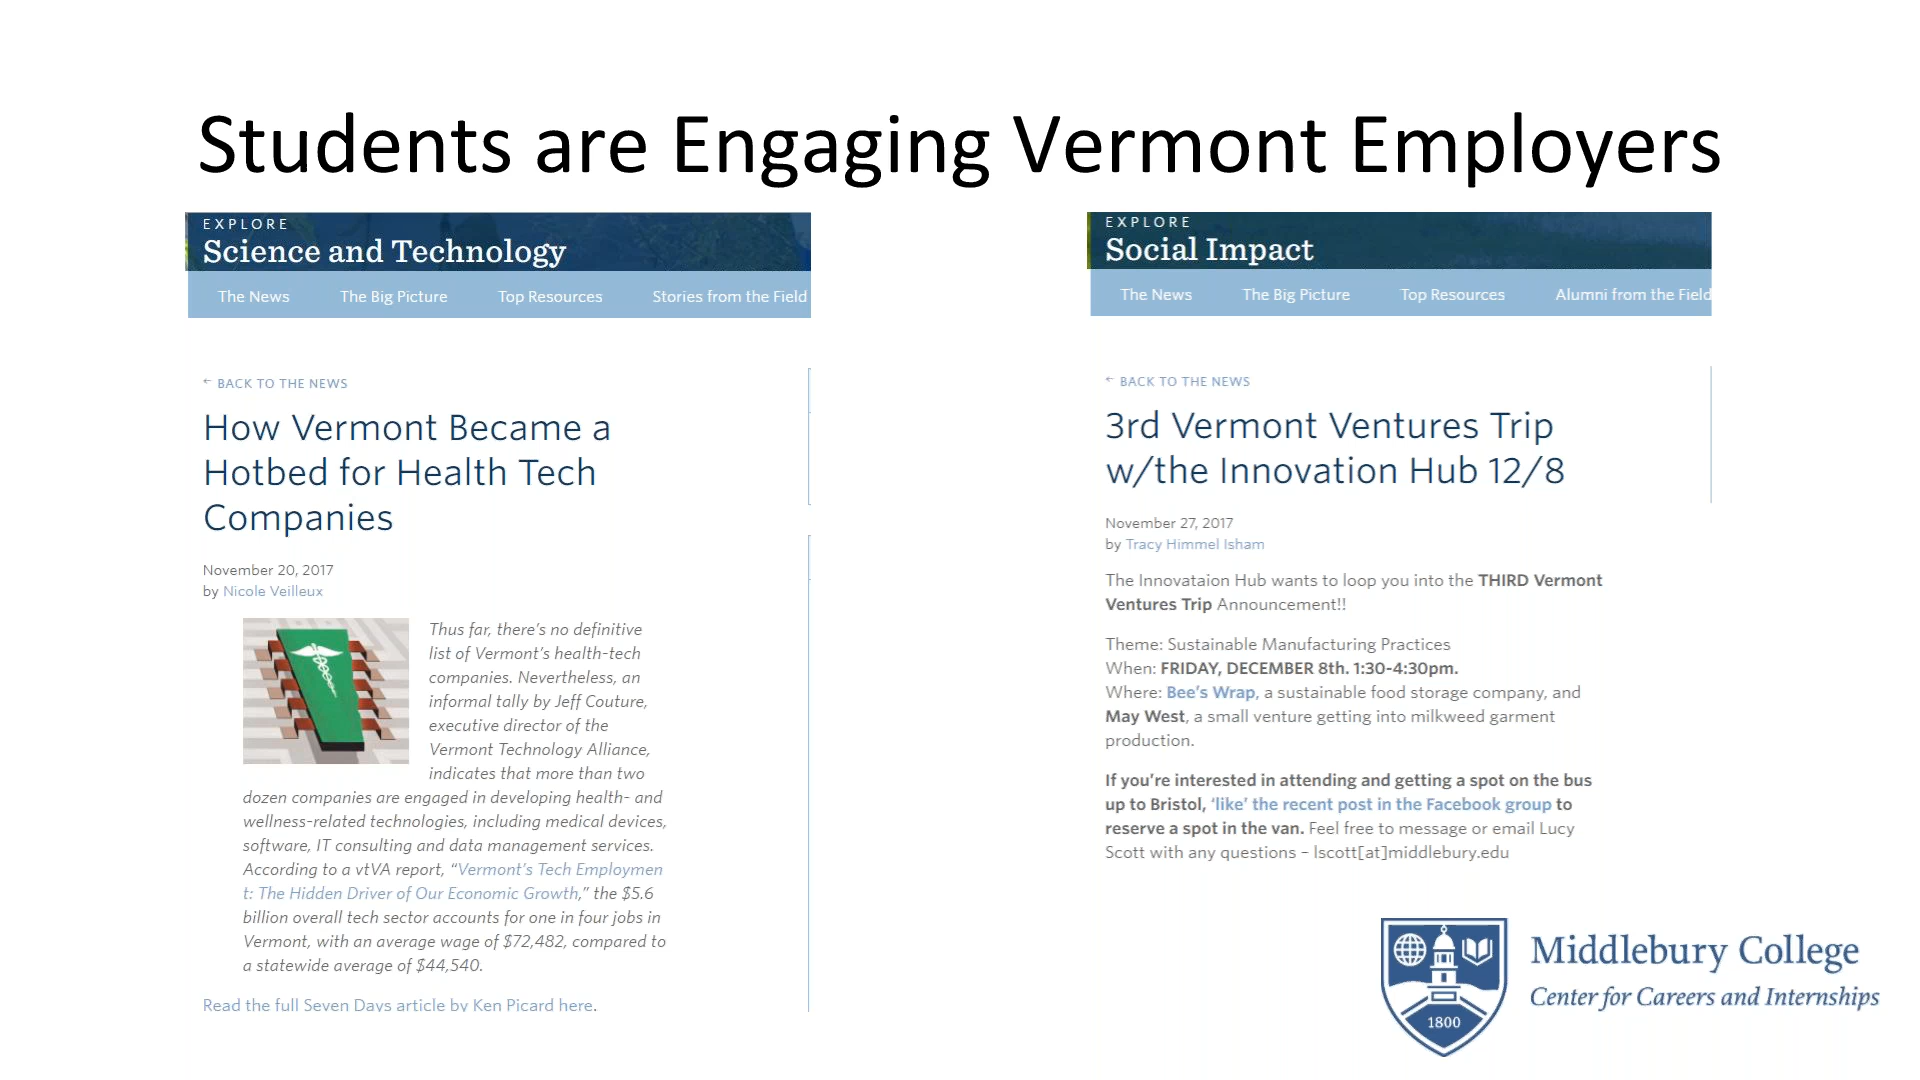 Students are Engaging Vermont Employers
EXPLORE
Science and Technology
The News
The Big Picture
Top Resources
Stories from the Field
← BACK TO THE NEWS
How Vermont Became a
Hotbed for Health Tech
Companies
November 20, 2017
by Nicole Veilleux
Thus far, there’s no definitive
list of Vermont’s health-tech
companies. Nevertheless, an
informal tally by Jeff Couture,
executive director of the
Vermont Technology Alliance,
indicates that more than two
dozen companies are engaged in developing health- and
wellness-related technologies, including medical devices,
software, IT consulting and data management services.
According to a vtVA report, “Vermont’s Tech Employmen
t: The Hidden Driver of Our Economic Growth,” the $5.6
billion overall tech sector accounts for one in four jobs in
Vermont, with an average wage of $72,482, compared to
a statewide average of $44,540.
Read the full Seven Days article by Ken Picard here.
EXPLORE
Social Impact
The News
The Big Picture
Top Resources
Alumni from the Field
← BACK TO THE NEWS
3rd Vermont Ventures Trip
w/the Innovation Hub 12/8
November 27, 2017
by Tracy Himmel Isham
The Innovataion Hub wants to loop you into the THIRD Vermont
Ventures Trip Announcement!!
Theme: Sustainable Manufacturing Practices
When: FRIDAY, DECEMBER 8th. 1:30-4:30pm.
Where: Bee’s Wrap, a sustainable food storage company, and
May West, a small venture getting into milkweed garment
production.
If you’re interested in attending and getting a spot on the bus
up to Bristol, ‘like’ the recent post in the Facebook group to
reserve a spot in the van. Feel free to message or email Lucy
Scott with any questions – lscott[at]middlebury.edu
1800
Middlebury College
Center for Careers and Internships